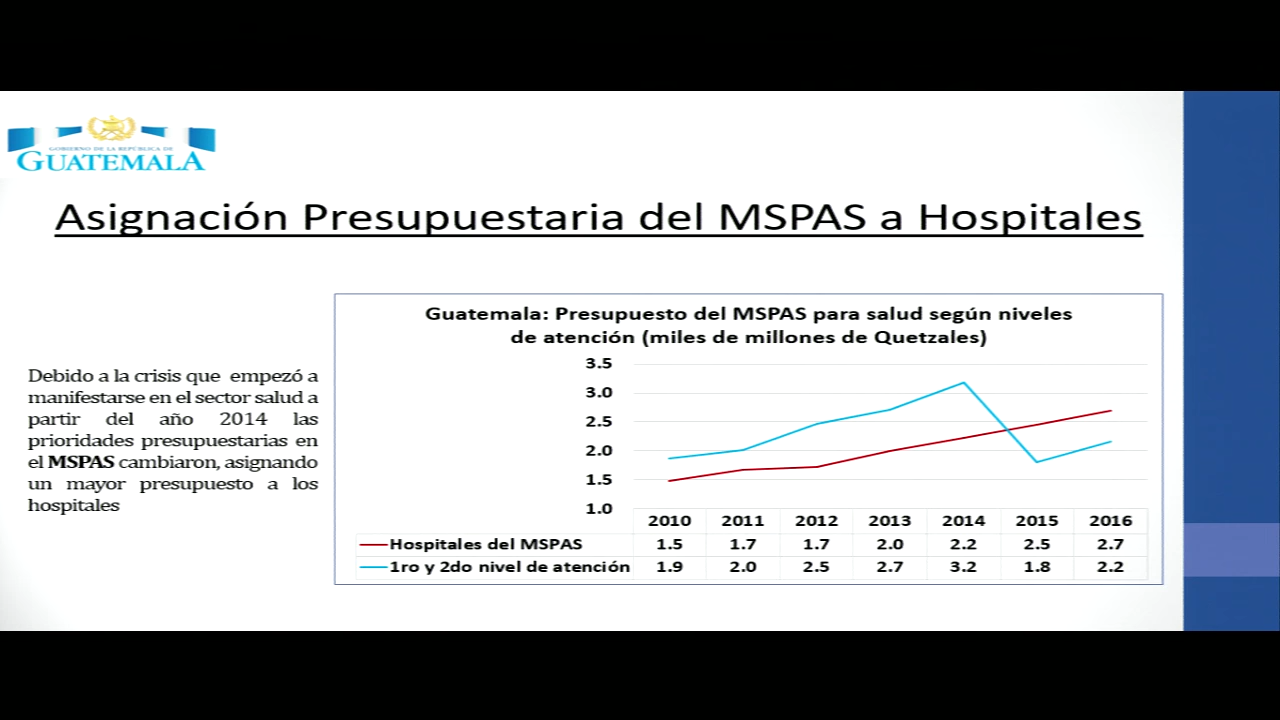 GOBIERNO DE LA REPÚBLICA DE
GUATEMALA
Asignación Presupuestaria del MSPAS a Hospitales
Debido a la crisis que empezó a
manifestarse en el sector salud a
partir del año 2014 las
prioridades presupuestarias en
el MSPAS cambiaron, asignando
un mayor presupuesto a los
hospitales
Guatemala: Presupuesto del MSPAS para salud según niveles
de atención (miles de millones de Quetzales)
3.5
3.0
2.5
2.0
1.5
1.0
2010 2011 2012 2013 2014 2015 2016
Hospitales del MSPAS 1.5 1.7 1.7 2.0 2.2 2.5 2.7
1ro y 2do nivel de atención 1.9 2.0 2.5 2.7 3.2 1.8 2.2